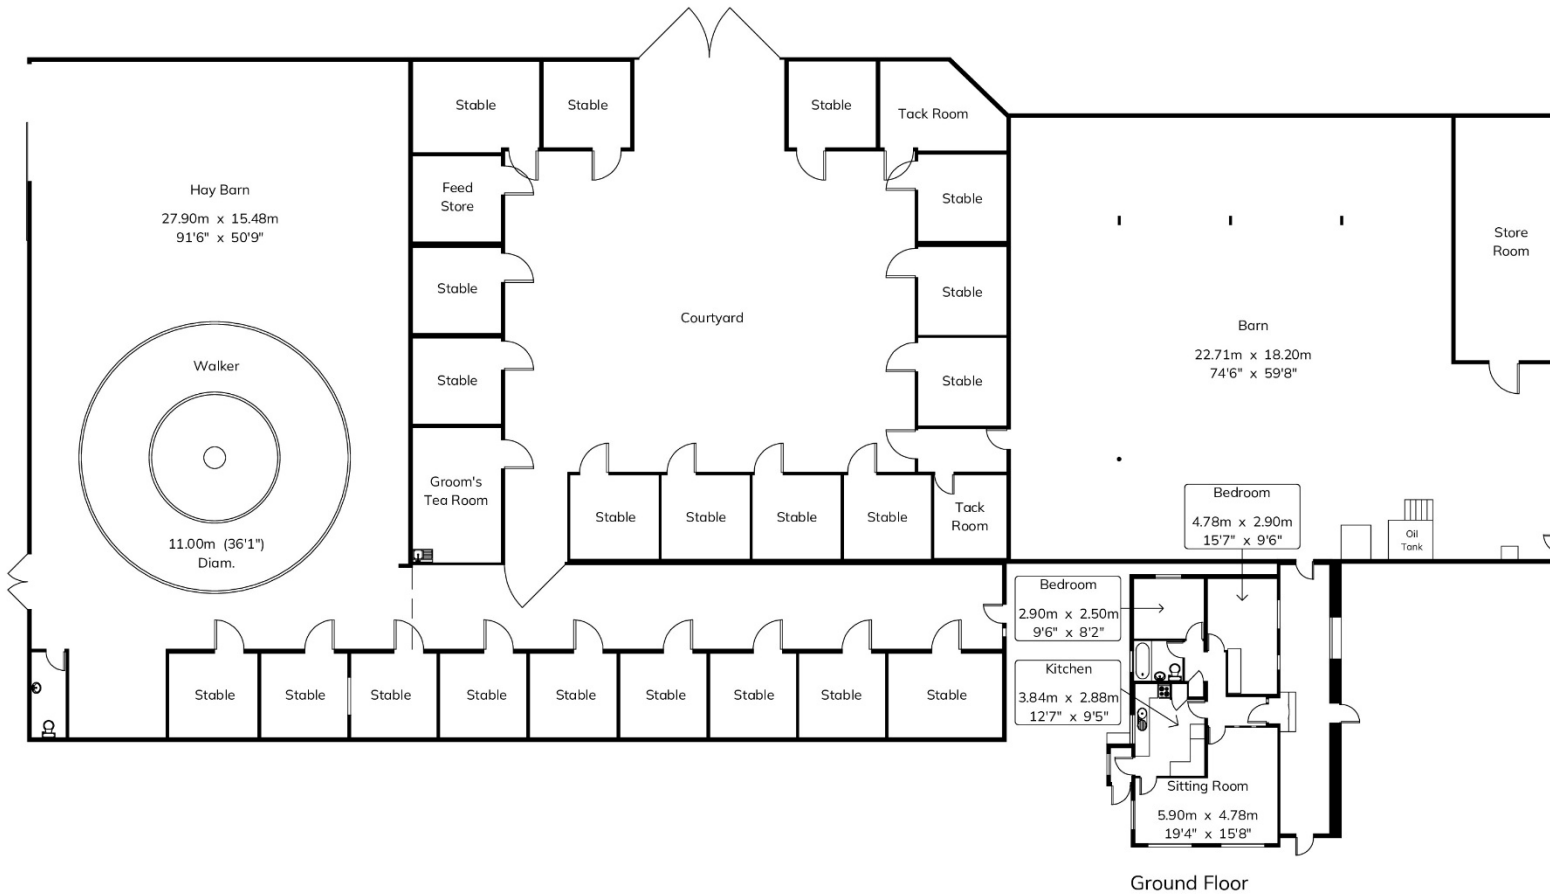 Stable
Stable
Stable
Tack Room
Hay Barn
27.90m x 15.48m
91'6" x 50'9"
Feed
Store
Stable
Store
Room
Stable
Stable
Courtyard
Barn
22.71m x 18.20m
74'6" x 59'8"
Walker
Stable
Stable
Groom's
Tea Room
11.00m (36'1")
Diam.
Stable
Stable
Stable
Stable
Tack
Room
Bedroom
4.78m x 2.90m
15'7" x 9'6"
Oil
Tank
Bedroom
2.90m x 2.50m
9'6" x 8'2"
Kitchen
3.84m x 2.88m
12'7" x 9'5"
Stable
Stable
Stable
Stable
Stable
Stable
Stable
Stable
Stable
Sitting Room
5.90m x 4.78m
19'4" x 15'8"
Ground Floor